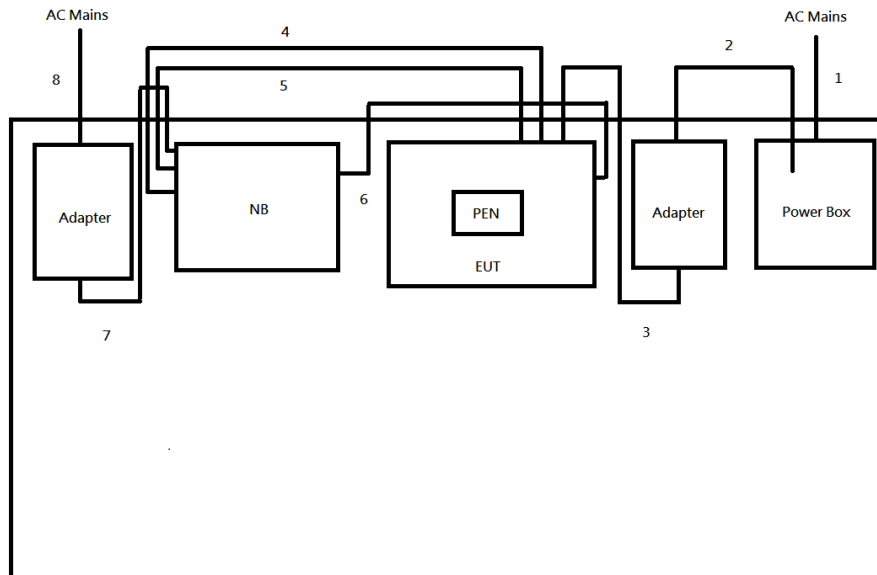 AC Mains
AC Mains
4
2
8
5
1
Adapter
NB
6
PEN
EUT
Adapter
Power Box
7
3